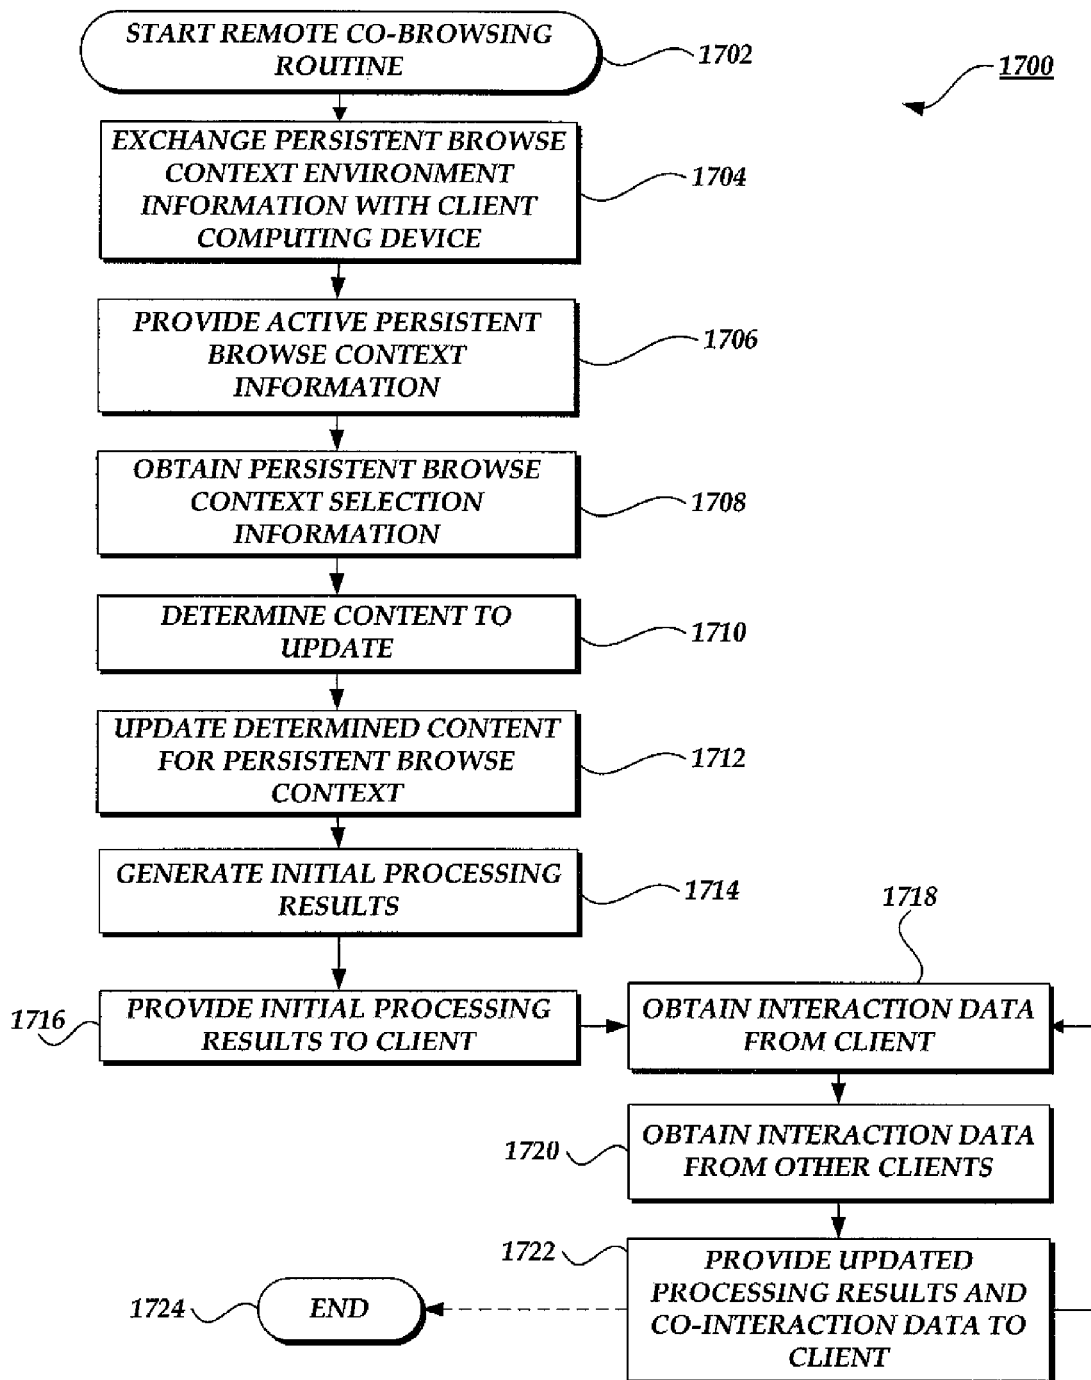 START REMOTE CO-BROWSING
ROUTINE
1702
1700
EXCHANGE PERSISTENT BROWSE
CONTEXT ENVIRONMENT
INFORMATION WITH CLIENT
COMPUTING DEVICE
1704
PROVIDE ACTIVE PERSISTENT
BROWSE CONTEXT
INFORMATION
1706
OBTAIN PERSISTENT BROWSE
CONTEXT SELECTION
INFORMATION
1708
DETERMINE CONTENT TO
UPDATE
1710
UPDATE DETERMINED CONTENT
FOR PERSISTENT BROWSE
CONTEXT
1712
GENERATE INITIAL PROCESSING
RESULTS
1714
1716
PROVIDE INITIAL PROCESSING
RESULTS TO CLIENT
1718
OBTAIN INTERACTION DATA
FROM CLIENT
1720
OBTAIN INTERACTION DATA
FROM OTHER CLIENTS
1722
PROVIDE UPDATED
PROCESSING RESULTS AND
CO-INTERACTION DATA TO
CLIENT
1724
END